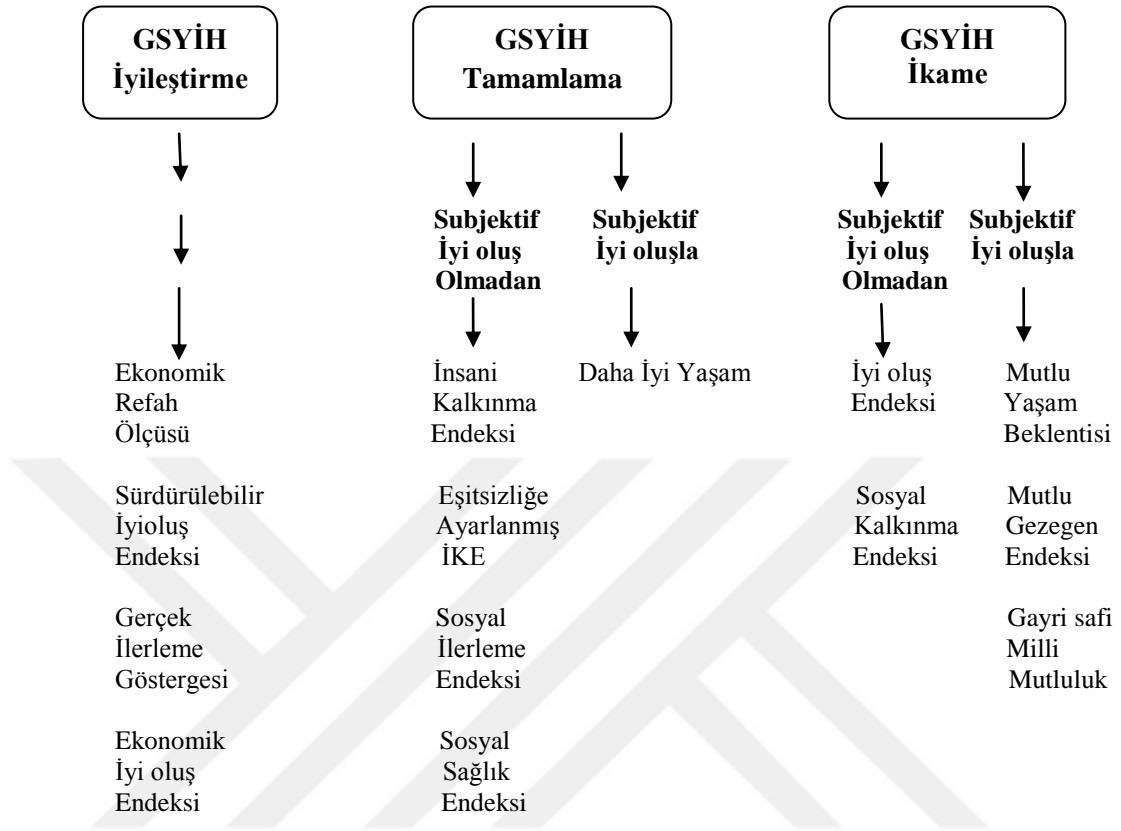 GSYİH
İyileştirme
GSYİH
Tamamlama
GSYİH
İkame
Subjektif
İyi oluş
Olmadan
Subjektif
İyi oluşla
Subjektif
İyi oluş
Olmadan
Subjektif
İyi oluşla
Ekonomik
Refah
Ölçüsü
Sürdürülebilir
İyioluş
Endeksi
Gerçek
İlerleme
Göstergesi
Ekonomik
İyi oluş
Endeksi
İnsani
Kalkınma
Endeksi
Eşitsizliğe
Ayarlanmış
İKE
Sosyal
İlerleme
Endeksi
Sosyal
Sağlık
Endeksi
Daha İyi Yaşam
İyi oluş
Endeksi
Sosyal
Kalkınma
Endeksi
Mutlu
Yaşam
Beklentisi
Mutlu
Gezegen
Endeksi
Gayri safi
Milli
Mutluluk